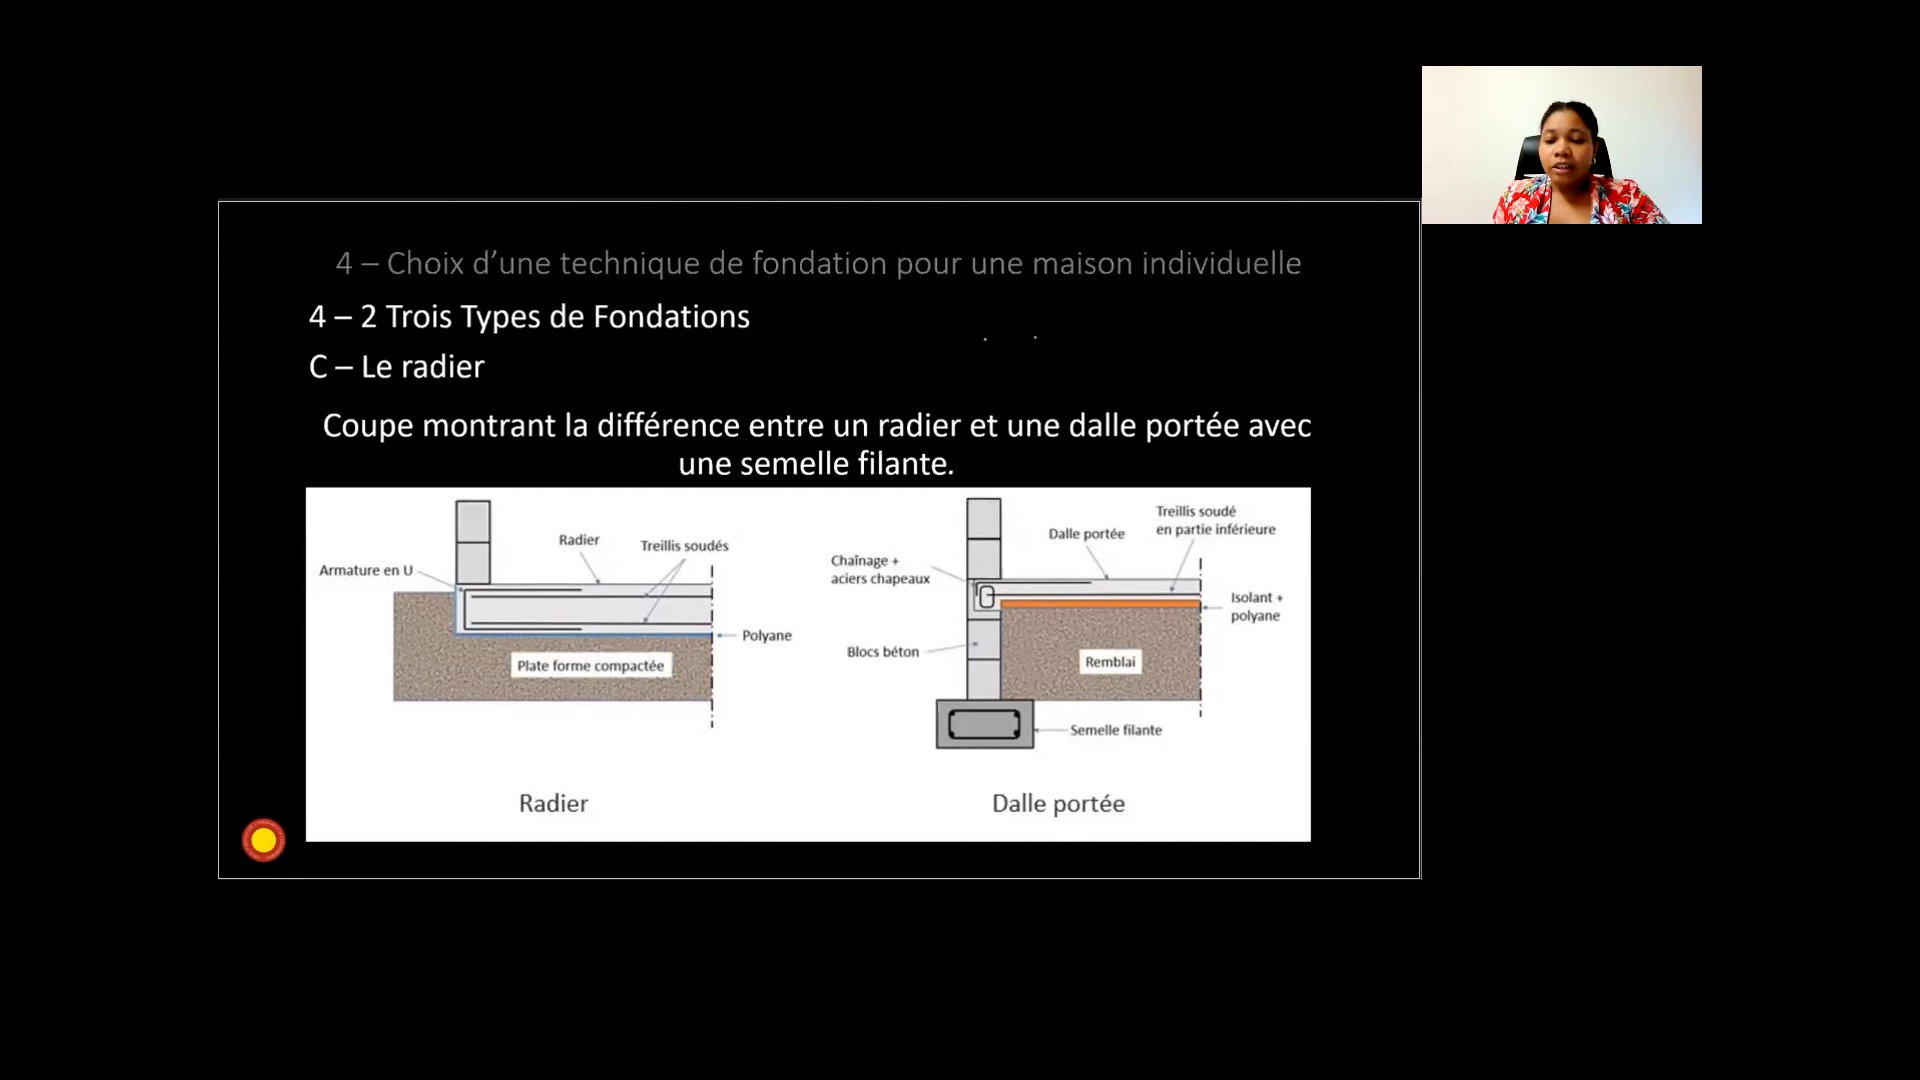 4 – Choix d’une technique de fondation pour une maison individuelle
4 – 2 Trois Types de Fondations
C – Le radier
Coupe montrant la différence entre un radier et une dalle portée avec
une semelle filante.
Armature en U
Radier
Treillis soudés
Polyane
Plate forme compactée
Radier
Chaînage +
aciers chapeaux
Dalle portée
Treillis soudé
en partie inférieure
Isolant +
polyane
Blocs béton
Remblai
Semelle filante
Dalle portée